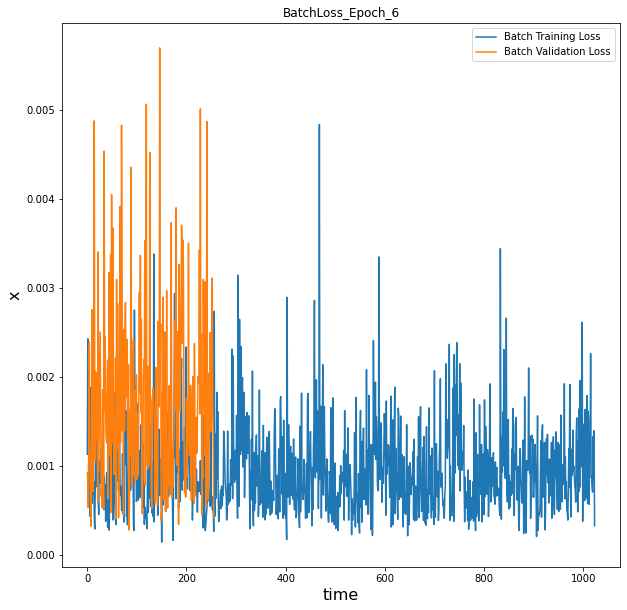 BatchLoss_Epoch_6
Batch Training Loss
Batch Validation Loss
0.005
0.004
0.003
0.002
0.001
0.000
x
0 200 400 600 800 1000
time